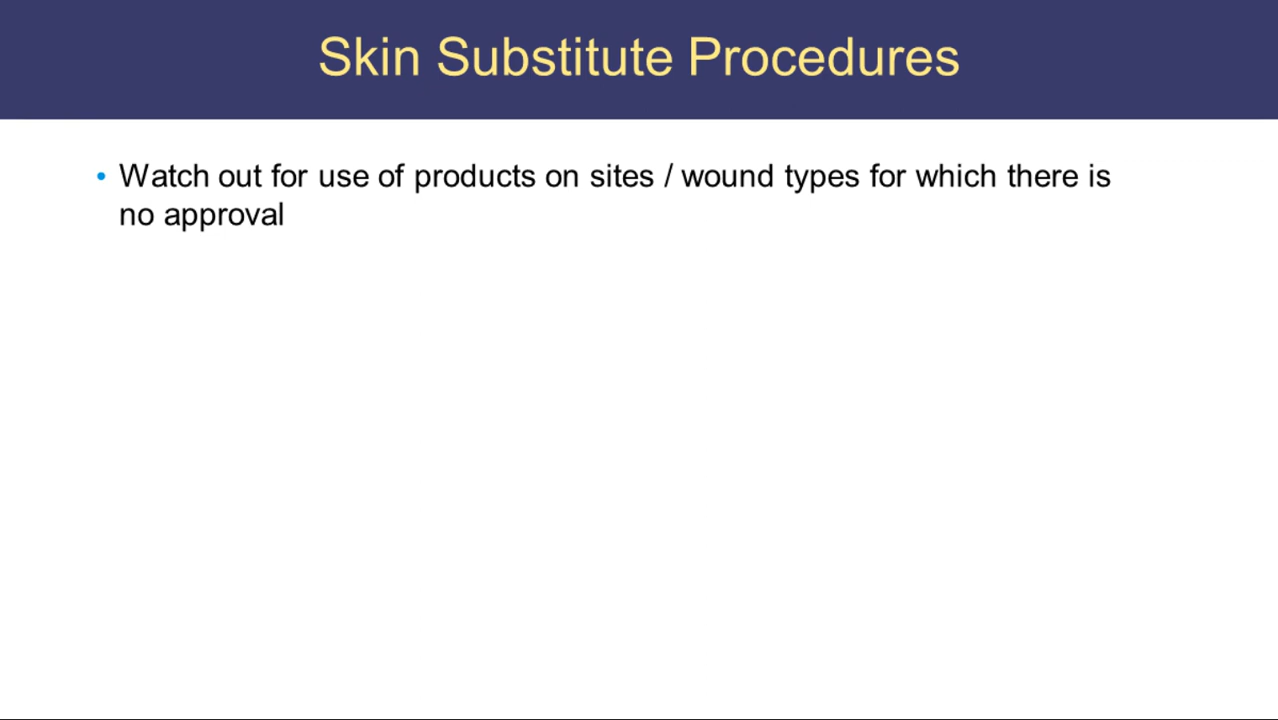 Skin Substitute Procedures
• Watch out for use of products on sites / wound types for which there is
no approval